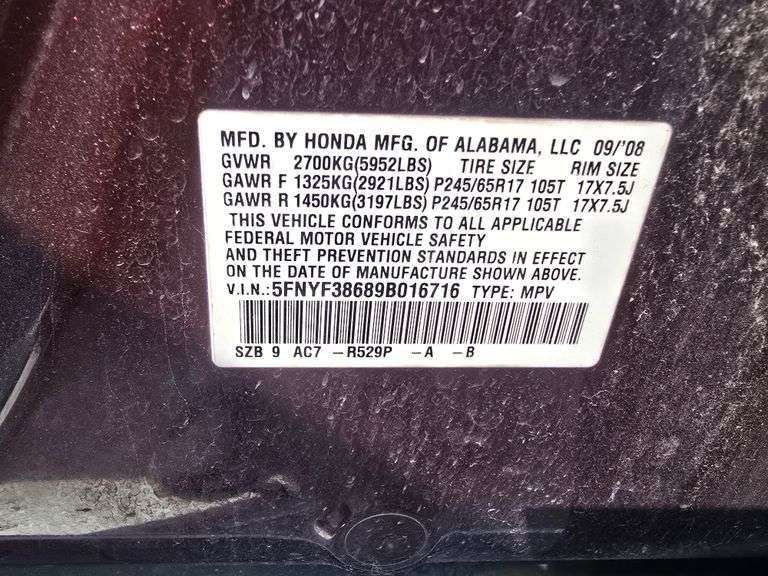 MFD. BY HONDA MFG. OF ALABAMA, LLC 09/'08
GVWR 2700KG(5952LBS) TIRE SIZE RIM SIZE
GAWR F 1325KG(2921LBS) P245/65R17 105T 17X7.5J
GAWR R 1450KG(3197LBS) P245/65R17 105T 17X7.5J
THIS VEHICLE CONFORMS TO ALL APPLICABLE
FEDERAL MOTOR VEHICLE SAFETY
AND THEFT PREVENTION STANDARDS IN EFFECT
ON THE DATE OF MANUFACTURE SHOWN ABOVE.
V.I.N.:5FNYF38689B016716 TYPE: MPV
SZB 9 AC7 -R529P -A -B